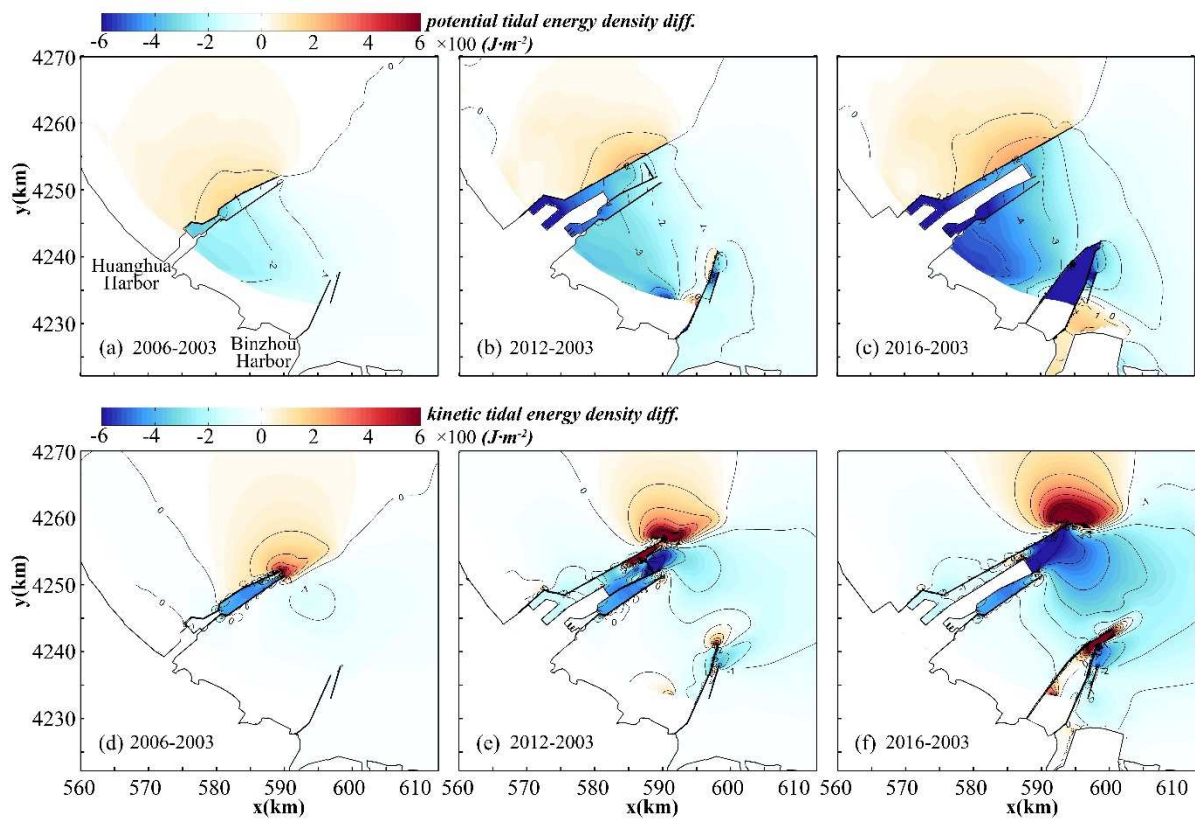 potential tidal energy density diff.
-6 -4 -2 0 2 4 6 ×100 (J·m⁻²)
4270
4260
4250
4240
4230
y(km)
Huanghua
Harbor
Binzhou
Harbor
(a) 2006-2003
(b) 2012-2003
(c) 2016-2003
kinetic tidal energy density diff.
-6 -4 -2 0 2 4 6 ×100 (J·m⁻²)
4270
4260
4250
4240
4230
y(km)
(d) 2006-2003
(e) 2012-2003
(f) 2016-2003
560 570 580 590 600 610 560 570 580 590 600 610 560 570 580 590 600 610
x(km) x(km) x(km)